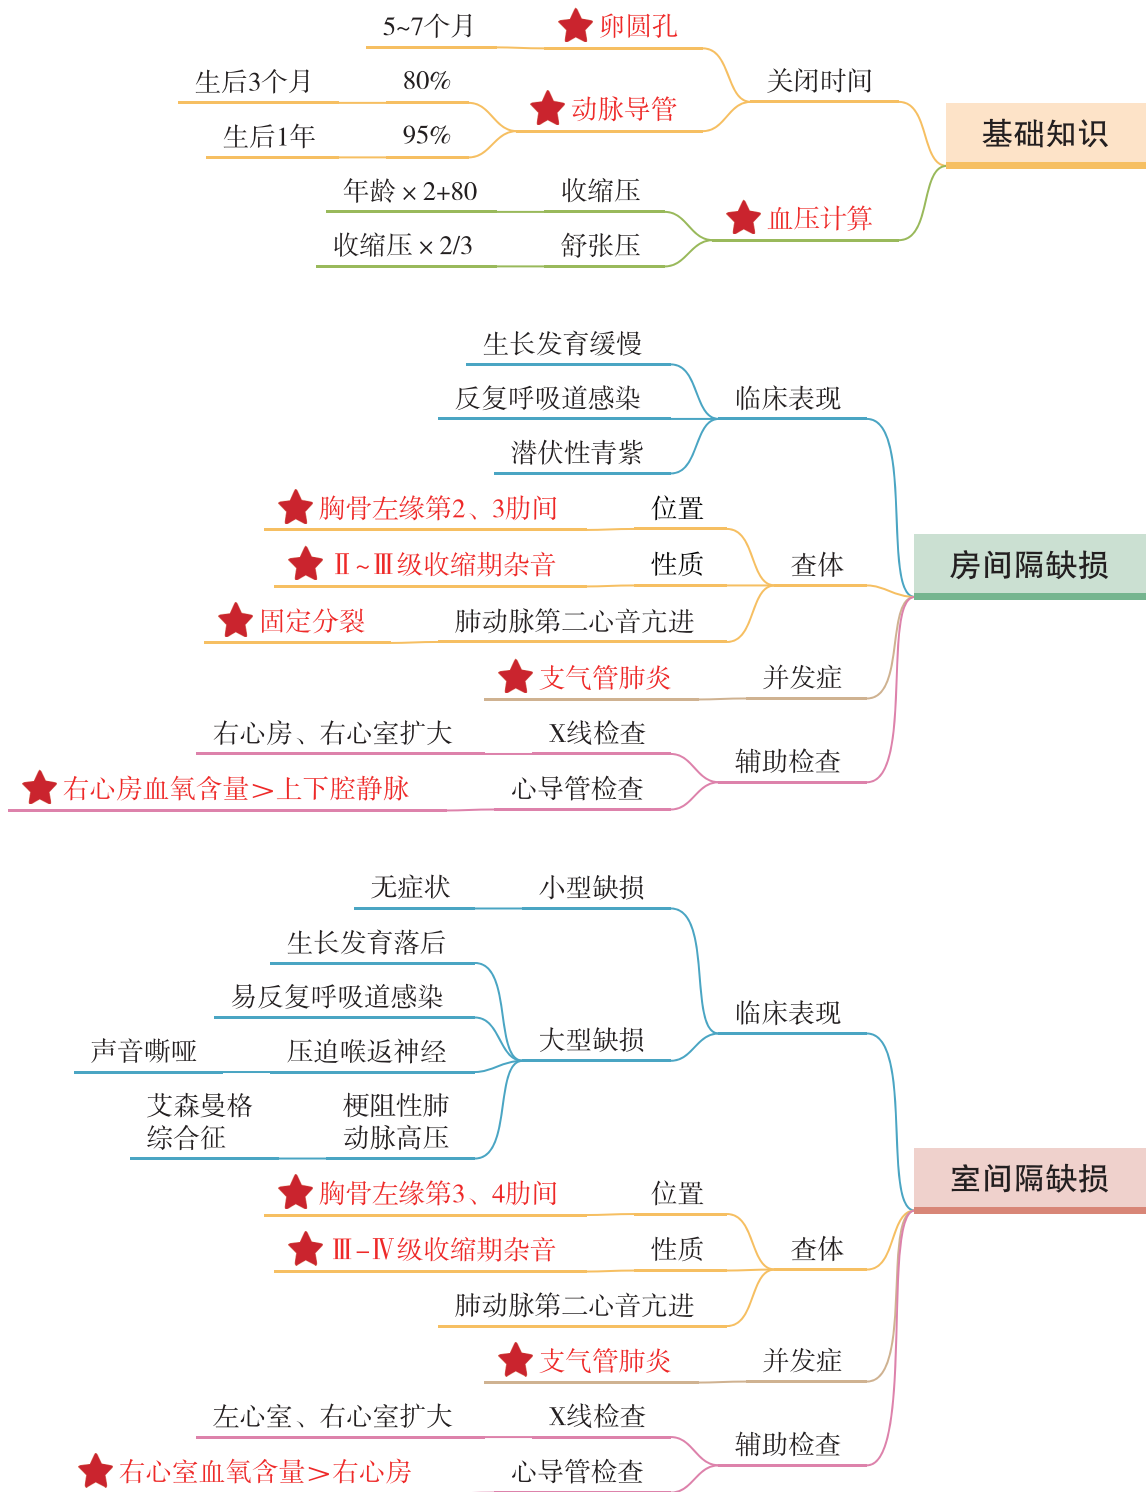 基础知识
关闭时间
卵圆孔
5~7个月
动脉导管
80%
生后3个月
95%
生后1年
血压计算
收缩压
年龄×2+80
舒张压
收缩压×2/3
房间隔缺损
临床表现
生长发育缓慢
反复呼吸道感染
潜伏性青紫
查体
位置
胸骨左缘第2、3肋间
性质
Ⅱ~Ⅲ级收缩期杂音
肺动脉第二心音亢进
固定分裂
并发症
支气管肺炎
辅助检查
X线检查
右心房、右心室扩大
心导管检查
右心房血氧含量>上下腔静脉
室间隔缺损
临床表现
小型缺损
无症状
大型缺损
生长发育落后
易反复呼吸道感染
压迫喉返神经
声音嘶哑
梗阻性肺
动脉高压
艾森曼格
综合征
查体
位置
胸骨左缘第3、4肋间
性质
Ⅲ-Ⅳ级收缩期杂音
肺动脉第二心音亢进
并发症
支气管肺炎
辅助检查
X线检查
左心室、右心室扩大
心导管检查
右心室血氧含量>右心房